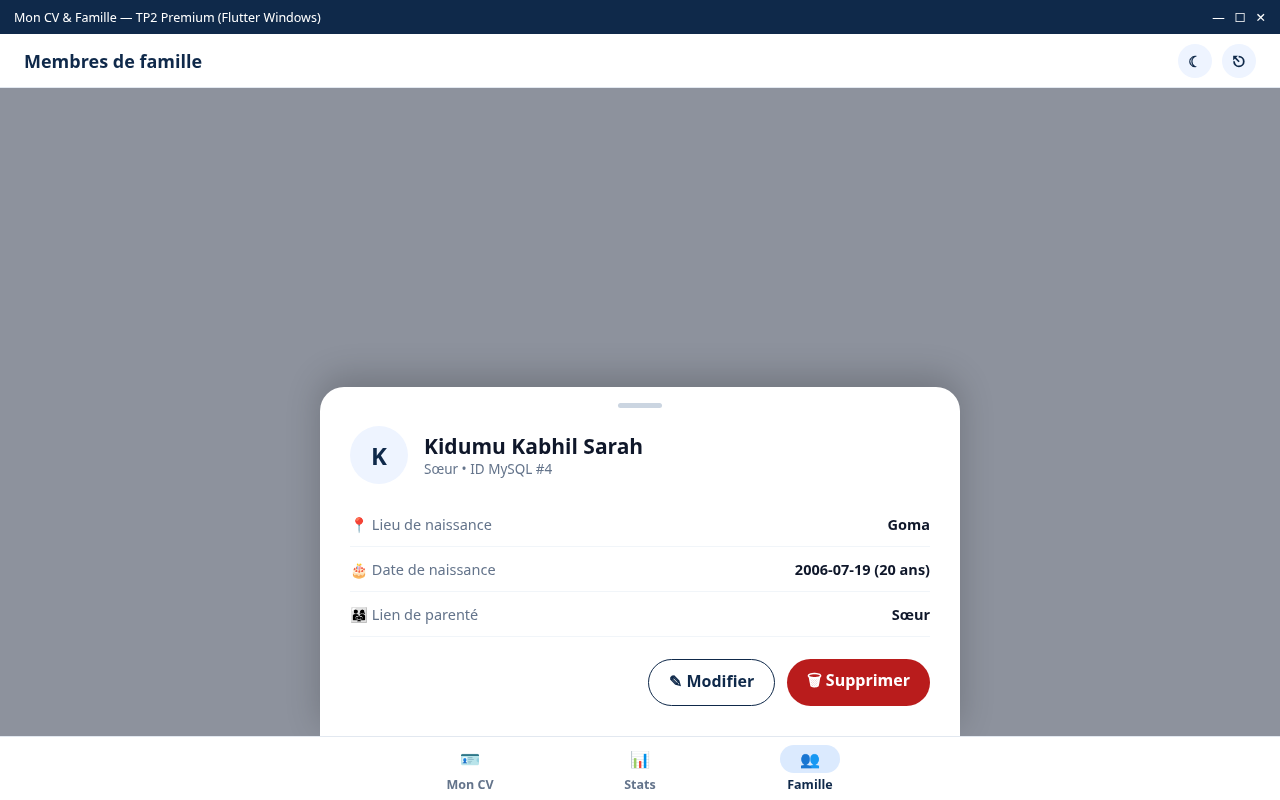 Mon CV & Famille — TP2 Premium (Flutter Windows)
Membres de famille
K
Kidumu Kabhil Sarah
Sœur • ID MySQL #4
Lieu de naissance
Goma
Date de naissance
2006-07-19 (20 ans)
Lien de parenté
Sœur
Modifier
Supprimer
Mon CV
Stats
Famille